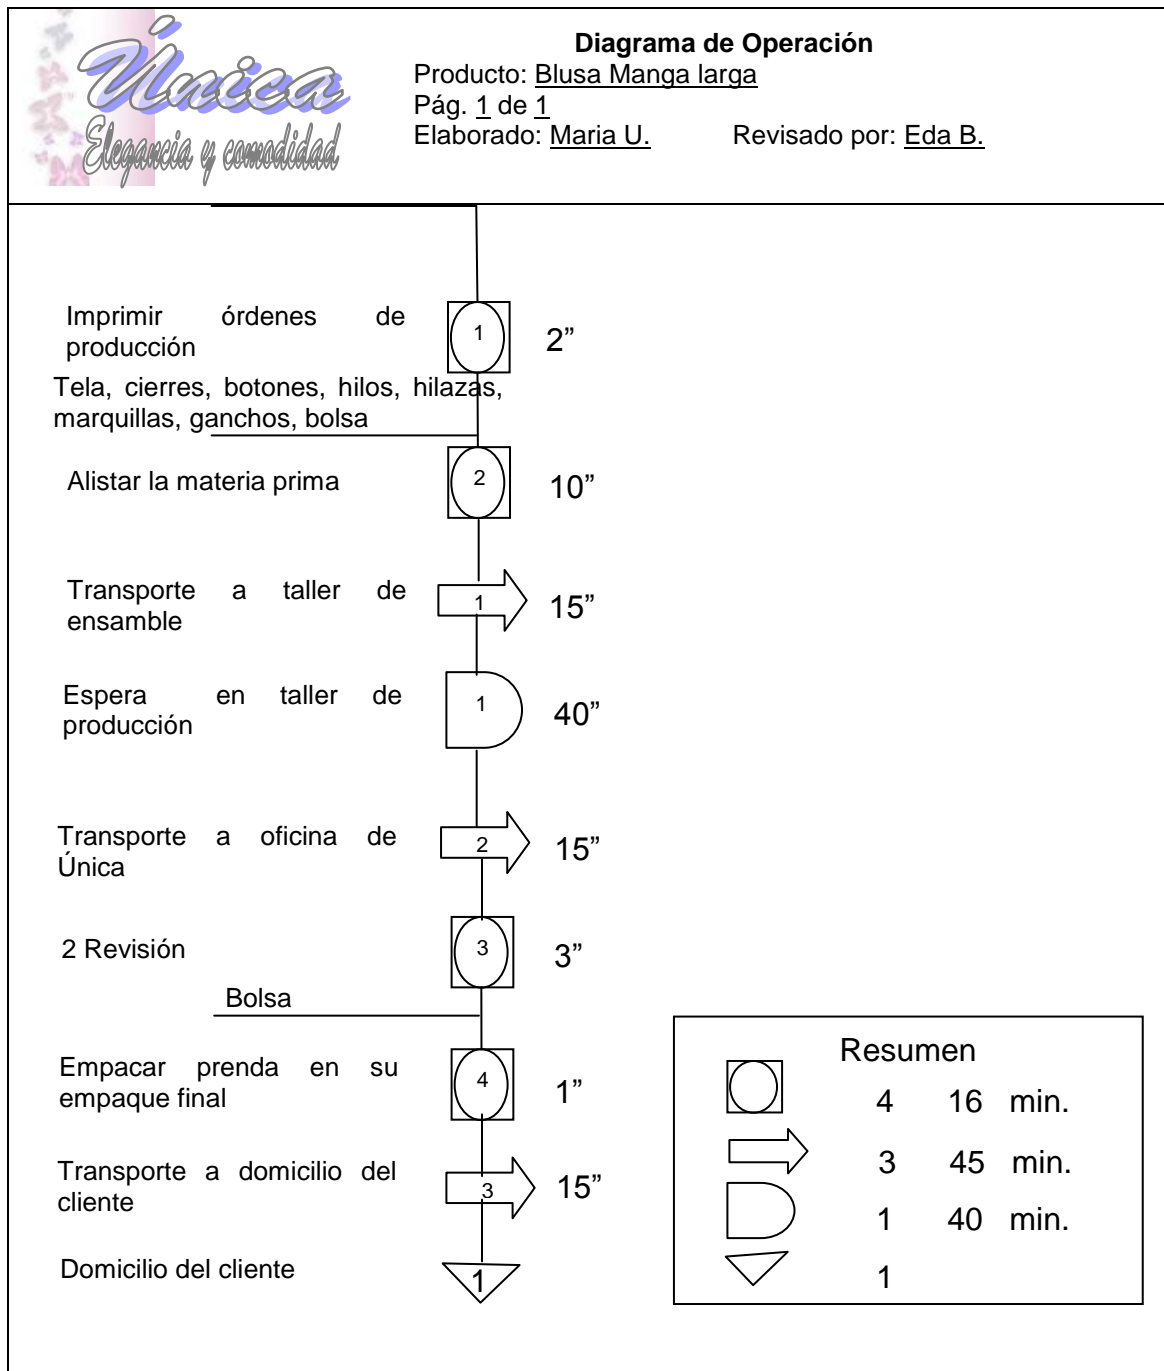 Única
Elegancia y comodidad
Diagrama de Operación
Producto: Blusa Manga larga
Pág. 1 de 1
Elaborado: Maria U. Revisado por: Eda B.
Imprimir órdenes de
producción
1
2”
Tela, cierres, botones, hilos, hilazas,
marquillas, ganchos, bolsa
Alistar la materia prima
2
10”
Transporte a taller de
ensamble
1
15”
Espera en taller de
producción
1
40”
Transporte a oficina de
Única
2
15”
2 Revisión
3
3”
Bolsa
Empacar prenda en su
empaque final
4
1”
Transporte a domicilio del
cliente
3
15”
Domicilio del cliente
1
Resumen
4 16 min.
3 45 min.
1 40 min.
1